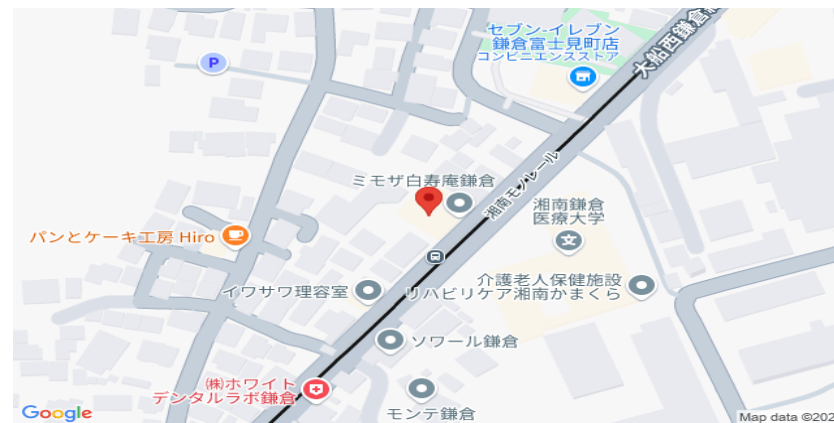 セブン-イレブン
鎌倉富士見町店
コンビニエンスストア
大船西鎌倉
P
湘南モノレール
ミモザ白寿庵鎌倉
湘南鎌倉
医療大学
パンとケーキ工房 Hiro
介護老人保健施設
リハビリケア湘南かまくら
イワサワ理容室
ソワール鎌倉
(株)ホワイト
デンタルラボ鎌倉
モンテ鎌倉
Google
Map data ©202